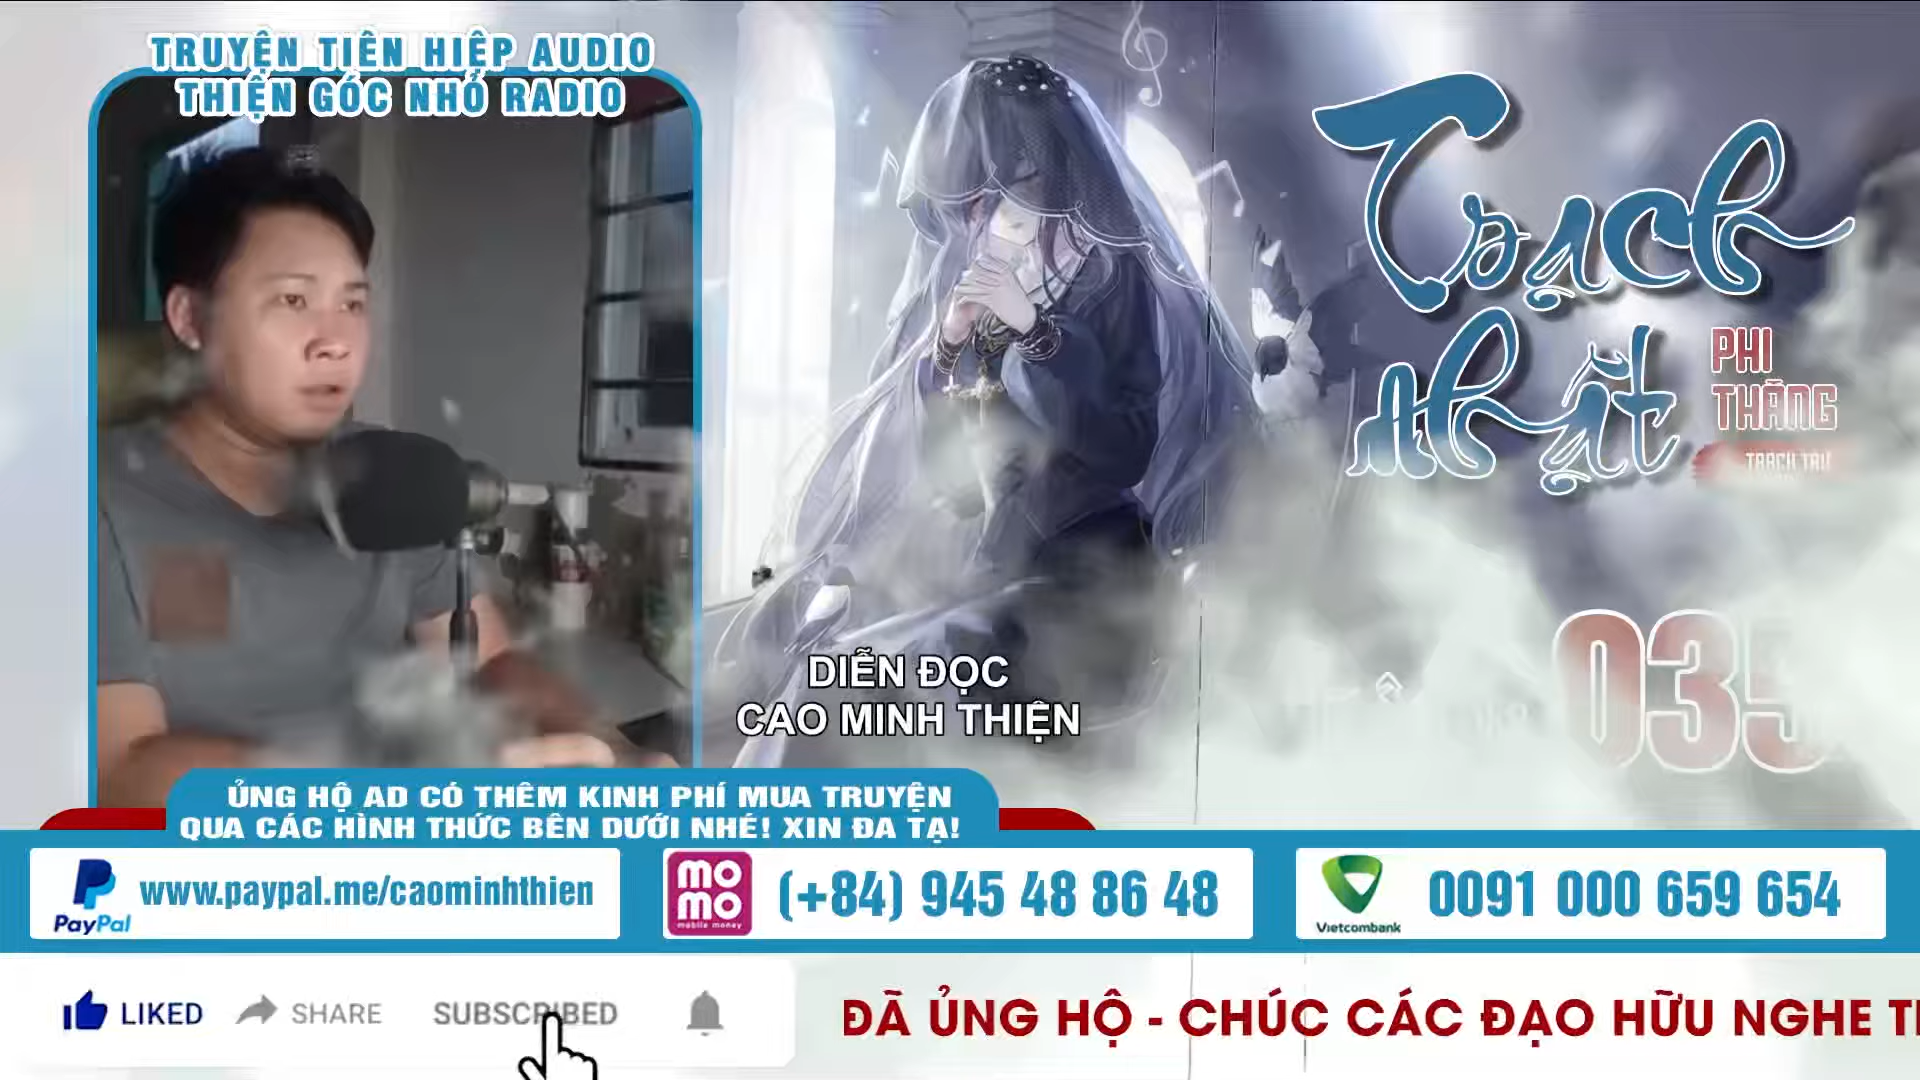 TRUYỆN TIÊN HIỆP AUDIO
THIỆN GÓC NHỎ RADIO
Trạch
Nhật
PHI
THĂNG
DIỄN ĐỌC
CAO MINH THIỆN
035
ỦNG HỘ AD CÓ THÊM KINH PHÍ MUA TRUYỆN
QUA CÁC HÌNH THỨC BÊN DƯỚI NHÉ! XIN ĐA TẠ!
PayPal
www.paypal.me/caominhthien
mo
mo
mobile money
(+84) 945 48 86 48
Vietcombank
0091 000 659 654
LIKED
SHARE
SUBSCRIBED
ĐÃ ỦNG HỘ - CHÚC CÁC ĐẠO HỮU NGHE